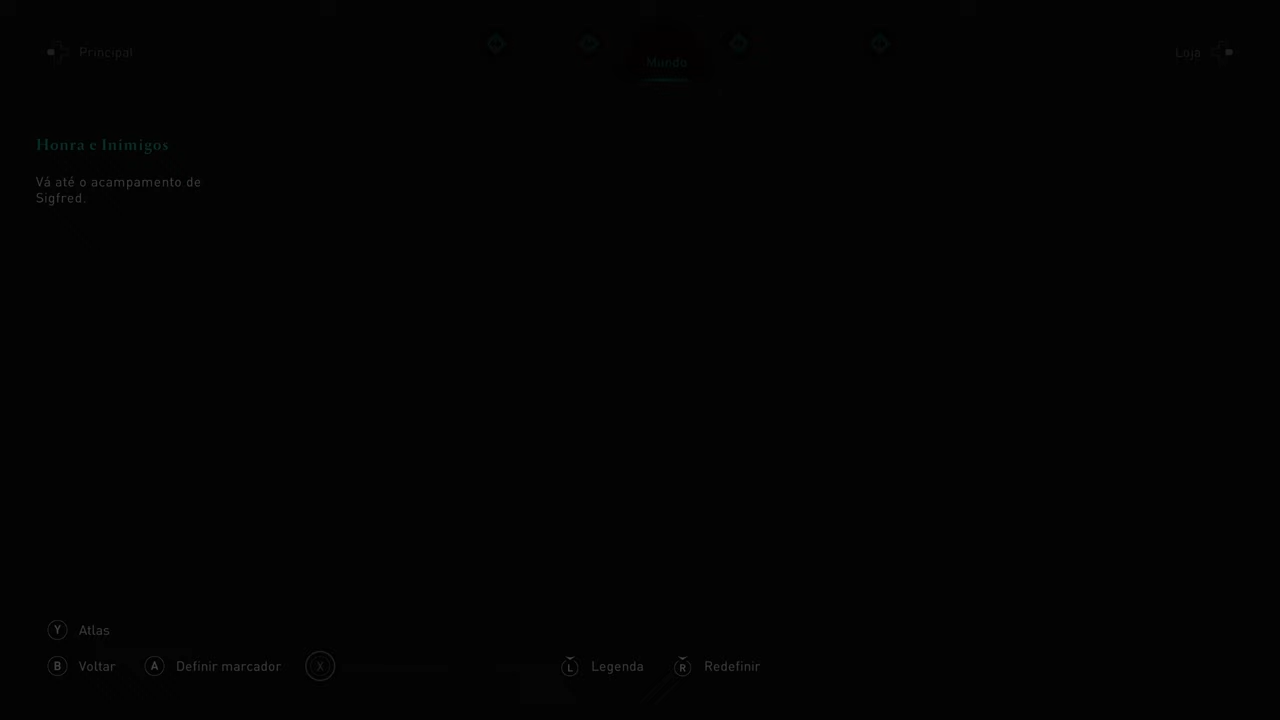 Principal
Mundo
Loja
Honra e Inimigos
Vá até o acampamento de
Sigfred.
Y Atlas
B Voltar A Definir marcador X
L Legenda R Redefinir